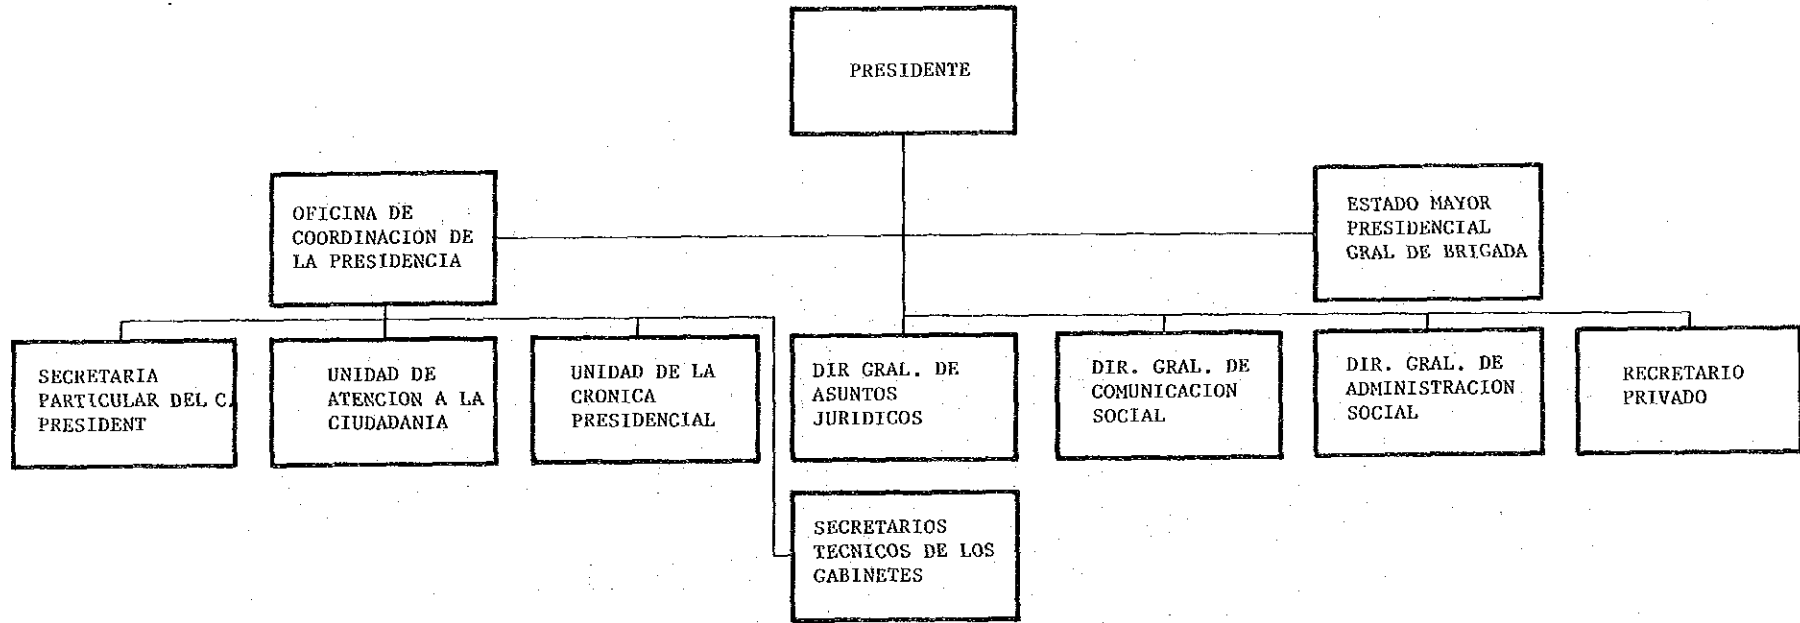 PRESIDENTE
OFICINA DE
COORDINACION DE
LA PRESIDENCIA
ESTADO MAYOR
PRESIDENCIAL
GRAL DE BRIGADA
SECRETARIA
PARTICULAR DEL C.
PRESIDENT
UNIDAD DE
ATENCION A LA
CIUDADANIA
UNIDAD DE LA
CRONICA
PRESIDENCIAL
DIR GRAL. DE
ASUNTOS
JURIDICOS
DIR. GRAL. DE
COMUNICACION
SOCIAL
DIR. GRAL. DE
ADMINISTRACION
SOCIAL
RECRETARIO
PRIVADO
SECRETARIOS
TECNICOS DE LOS
GABINETES